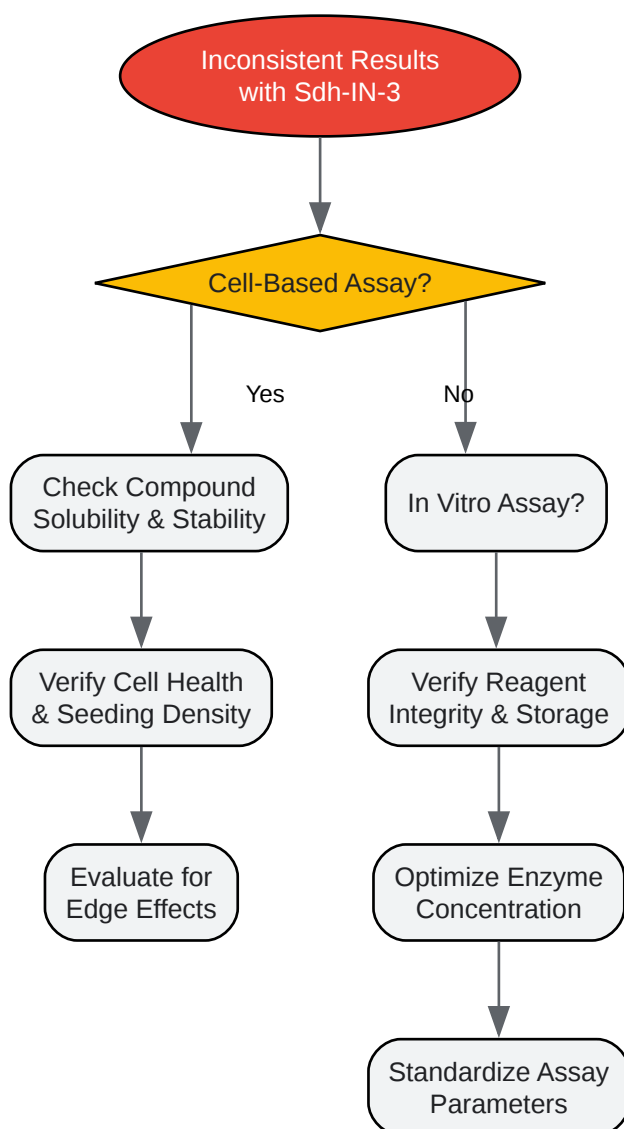 Inconsistent Results
with Sdh-IN-3
Cell-Based Assay?
Yes
No
Check Compound
Solubility & Stability
In Vitro Assay?
Verify Cell Health
& Seeding Density
Verify Reagent
Integrity & Storage
Evaluate for
Edge Effects
Optimize Enzyme
Concentration
Standardize Assay
Parameters